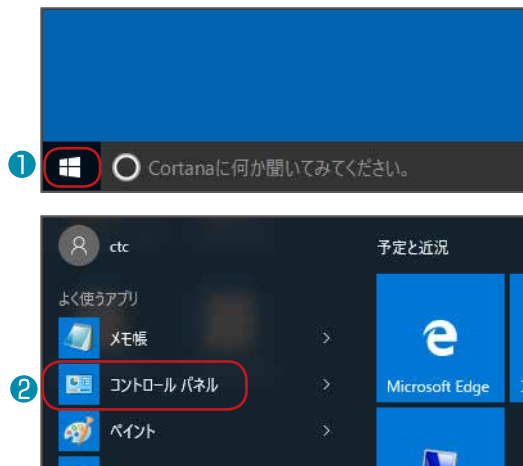 ❶
Cortanaに何か聞いてみてください。
ctc
予定と近況
よく使うアプリ
メモ帳
Microsoft Edge
❷
コントロール パネル
ペイント